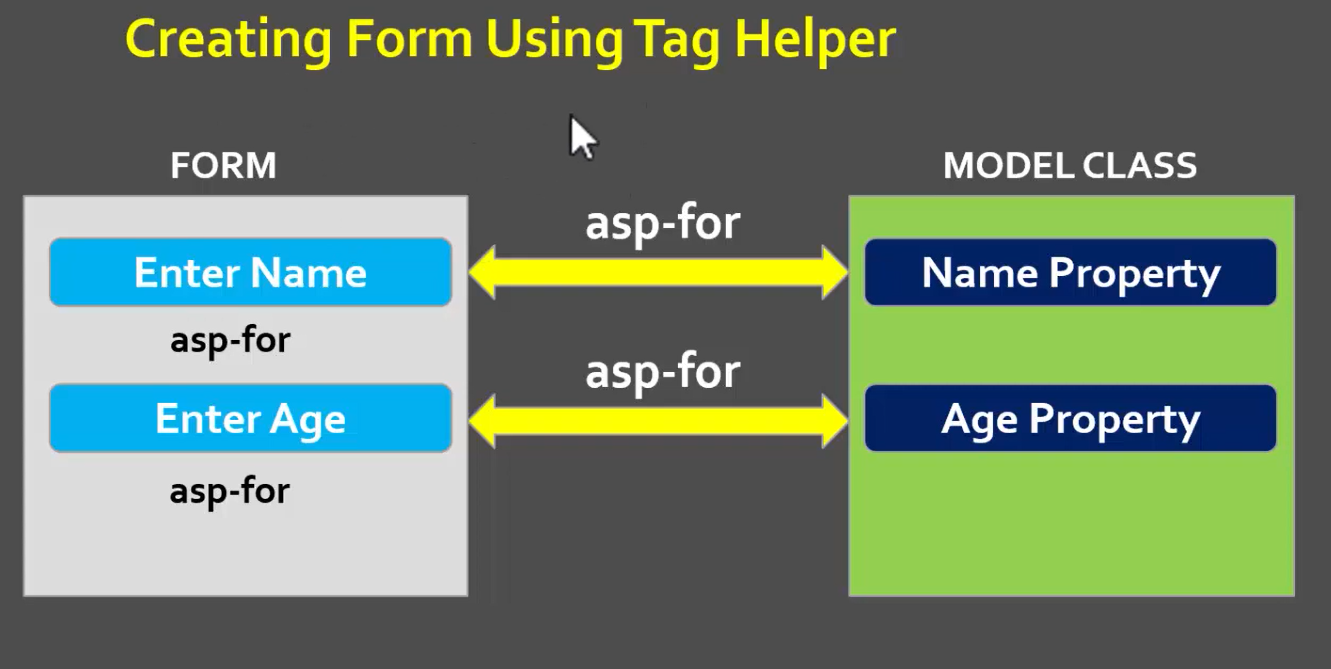 Creating Form Using Tag Helper
FORM
MODEL CLASS
Enter Name
asp-for
Name Property
asp-for
Enter Age
asp-for
Age Property
asp-for